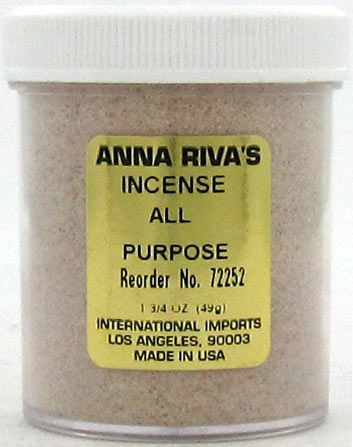 ANNA RIVA'S
INCENSE
ALL
PURPOSE
Reorder No. 72252
1 3/4 OZ (49g)
INTERNATIONAL IMPORTS
LOS ANGELES, 90003
MADE IN USA